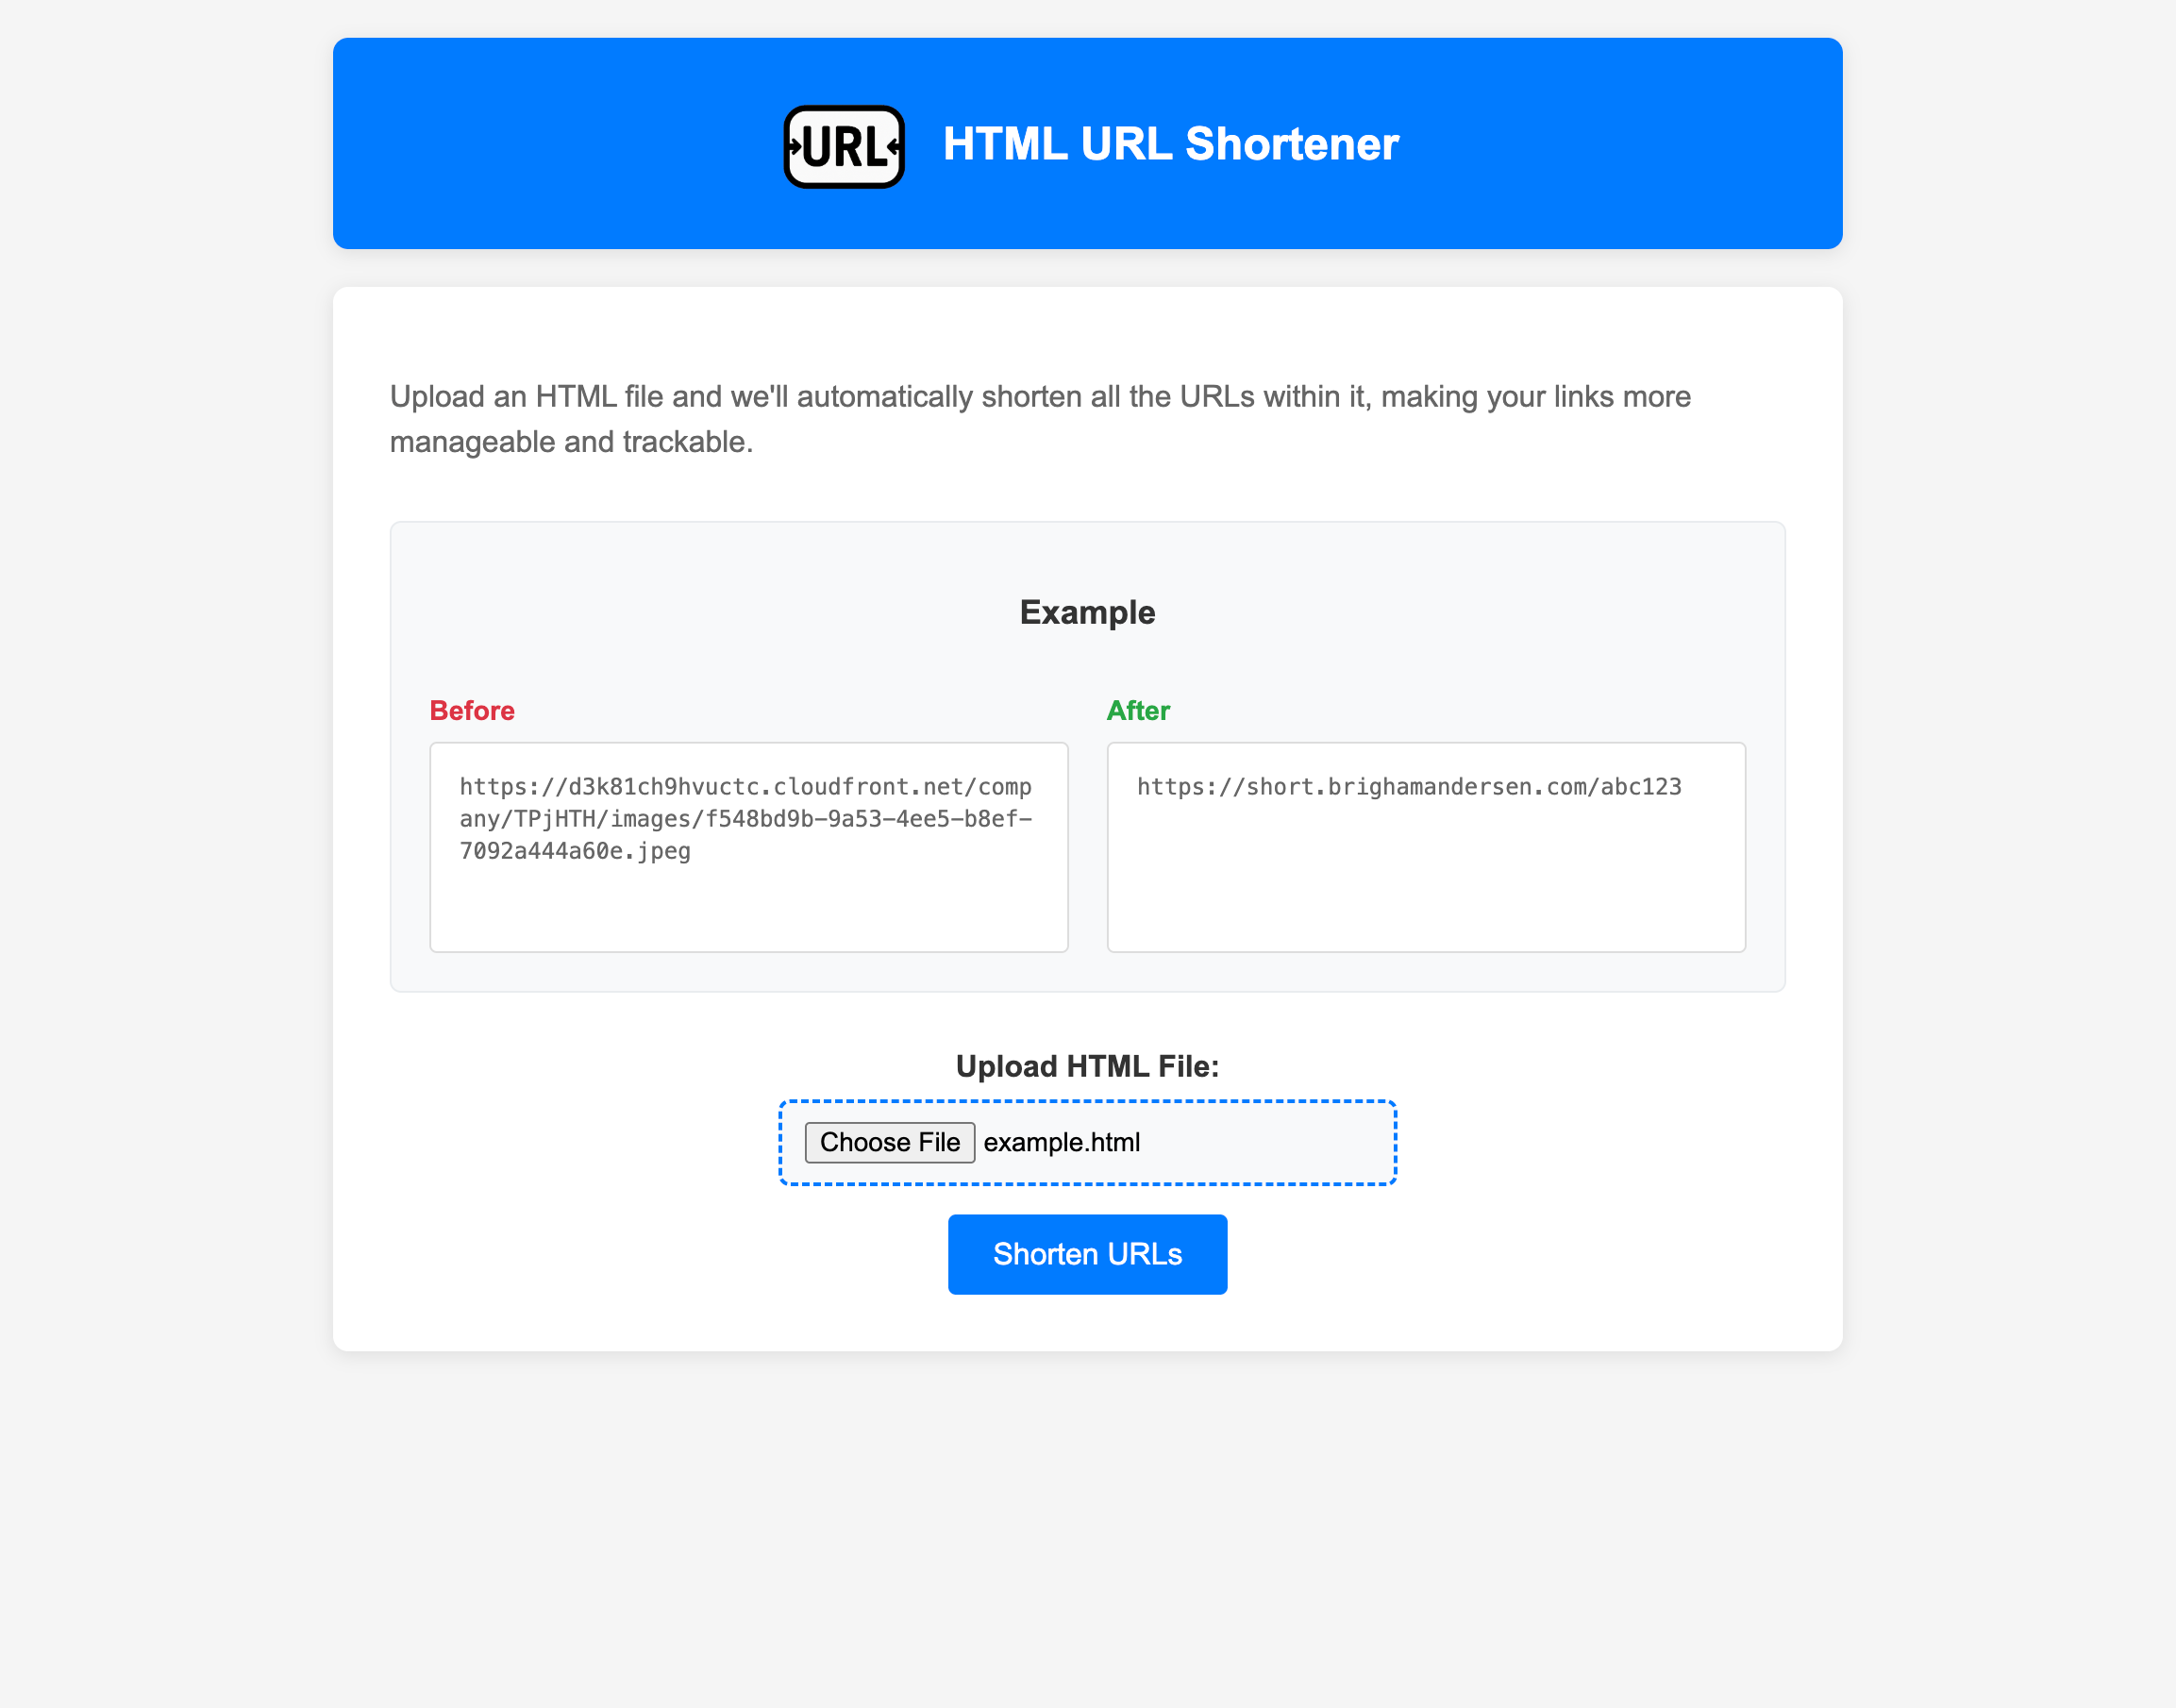 URL
HTML URL Shortener
Upload an HTML file and we'll automatically shorten all the URLs within it, making your links more
manageable and trackable.
Example
Before
https://d3k81ch9hvuctc.cloudfront.net/comp
any/TPjHTH/images/f548bd9b-9a53-4ee5-b8ef-
7092a444a60e.jpeg
After
https://short.brighamandersen.com/abc123
Upload HTML File:
Choose File example.html
Shorten URLs